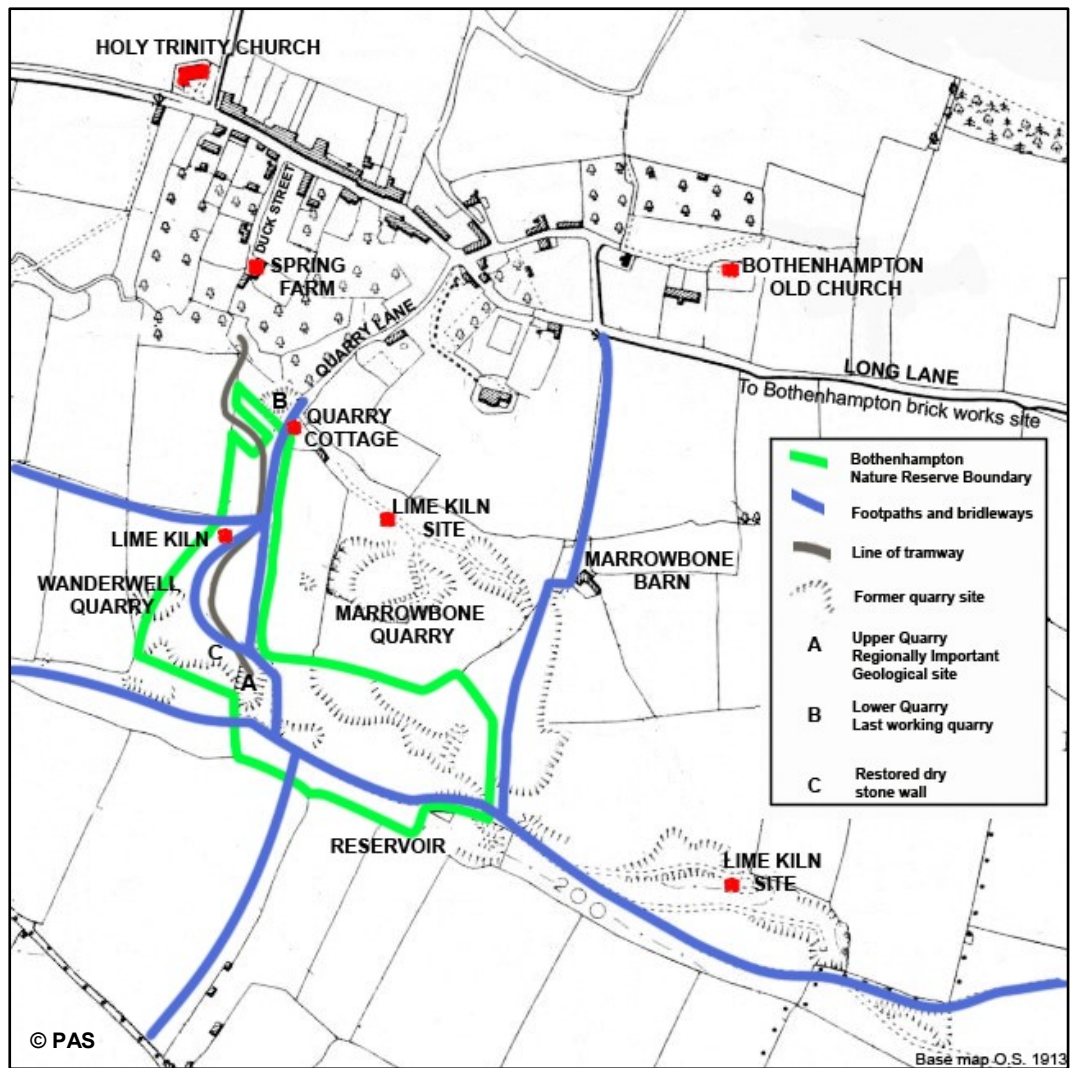 HOLY TRINITY CHURCH
DUCK STREET
SPRING
FARM
BOTHENHAMPTON
OLD CHURCH
QUARRY LANE
LONG LANE
To Bothenhampton brick works site
B
QUARRY
COTTAGE
LIME KILN
SITE
LIME KILN
MARROWBONE
BARN
WANDERWELL
QUARRY
MARROWBONE
QUARRY
C
A
RESERVOIR
LIME KILN
SITE
200
Bothenhampton
Nature Reserve Boundary
Footpaths and bridleways
Line of tramway
Former quarry site
A
Upper Quarry
Regionally Important
Geological site
B
Lower Quarry
Last working quarry
C
Restored dry
stone wall
© PAS
Base map O.S. 1913